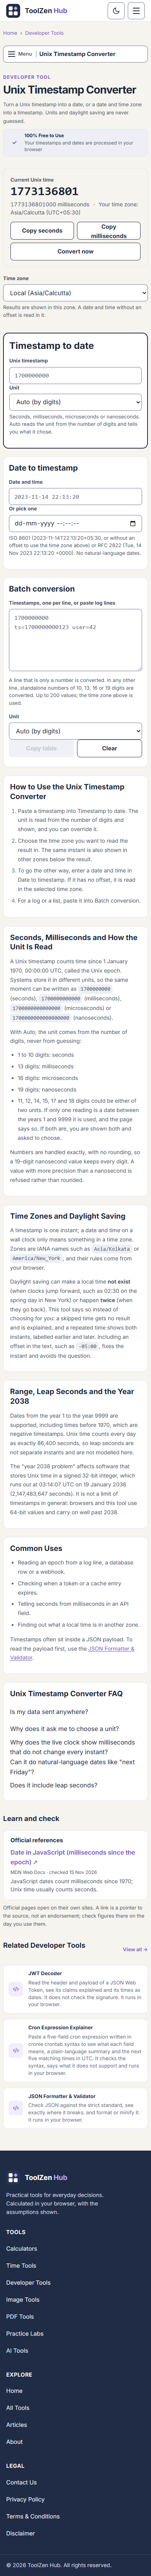 ToolZen Hub
Home › Developer Tools
Menu | Unix Timestamp Converter
DEVELOPER TOOL
Unix Timestamp Converter
Turn a Unix timestamp into a date, or a date and time into
a timestamp. Units are detected safely and days are never
guessed.
100% Free to Use
Your timestamps and dates are processed in your
browser
Current Unix time
1773136801
1773136801000 milliseconds · Your time zone:
Asia/Calcutta (UTC+05:30)
Copy seconds
Copy
milliseconds
Convert now
Time zone
Local (Asia/Calcutta)
Results are shown in this zone. A date and time without an
offset is read in it.
Timestamp to date
Unix timestamp
1700000000
Unit
Auto (by digits)
Seconds, milliseconds, microseconds or nanoseconds.
Auto reads the unit from the number of digits and tells
you what it chose.
Date to timestamp
Date and time
2023-11-14 22:13:20
Or pick one
dd-mm-yyyy --:--:--
ISO 8601 (2023-11-14T22:13:20+05:30, or without an
offset to use the time zone above) or RFC 2822 (Tue, 14
Nov 2023 22:13:20 +0000). No natural-language dates.
Batch conversion
Timestamps, one per line, or paste log lines
1700000000
ts=1700000000123 user=42
A line that is only a number is converted. In any other
line, standalone numbers of 10, 13, 16 or 19 digits are
converted. Up to 200 values; the time zone above is
used.
Unit
Auto (by digits)
Copy table
Clear
How to Use the Unix Timestamp
Converter
1. Paste a timestamp into Timestamp to date. The
unit is read from the number of digits and shown,
and you can override it.
2. Choose the time zone you want to read the
result in. The same instant is also shown in
other zones below the result.
3. To go the other way, enter a date and time in
Date to timestamp. If it has no offset, it is read
in the selected time zone.
4. For a log or a list, paste it into Batch conversion.
Seconds, Milliseconds and How the
Unit Is Read
A Unix timestamp counts time since 1 January
1970, 00:00:00 UTC, called the Unix epoch.
Systems store it in different units, so the same
moment can be written as 1700000000
(seconds), 1700000000000 (milliseconds),
1700000000000000 (microseconds) or
1700000000000000000 (nanoseconds).
With Auto, the unit comes from the number of
digits, never from guessing:
• 1 to 10 digits: seconds
• 13 digits: milliseconds
• 16 digits: microseconds
• 19 digits: nanoseconds
• 11, 12, 14, 15, 17 and 18 digits could be either of
two units. If only one reading is a date between
the years 1 and 9999 it is used, and the page
says so. If both are, you are shown both and
asked to choose.
Numbers are handled exactly, with no rounding, so
a 19-digit nanosecond value keeps every digit. A
value with more precision than a nanosecond is
refused rather than rounded.
Time Zones and Daylight Saving
A timestamp is one instant; a date and time on a
wall clock only means something in a time zone.
Zones are IANA names such as Asia/Kolkata or
America/New_York, and their rules come from
your browser.
Daylight saving can make a local time not exist
(when clocks jump forward, such as 02:30 on the
spring day in New York) or happen twice (when
they go back). This tool says so instead of
choosing for you: a skipped time gets no result
and is explained, and a repeated time shows both
instants, labelled earlier and later. Including an
offset in the text, such as -05:00, fixes the
instant and avoids the question.
Range, Leap Seconds and the Year
2038
Dates from the year 1 to the year 9999 are
supported, including times before 1970, which are
negative timestamps. Unix time counts every day
as exactly 86,400 seconds, so leap seconds are
not separate instants and are not modelled here.
The "year 2038 problem" affects software that
stores Unix time in a signed 32-bit integer, which
runs out at 03:14:07 UTC on 19 January 2038
(2,147,483,647 seconds). It is not a limit of
timestamps in general: browsers and this tool use
64-bit values and carry on well past 2038.
Common Uses
• Reading an epoch from a log line, a database
row or a webhook.
• Checking when a token or a cache entry
expires.
• Telling seconds from milliseconds in an API
field.
• Finding out what a local time is in another zone.
Timestamps often sit inside a JSON payload. To
read the payload first, use the JSON Formatter &
Validator.
Unix Timestamp Converter FAQ
Is my data sent anywhere?
Why does it ask me to choose a unit?
Why does the live clock show milliseconds
that do not change every instant?
Can it do natural-language dates like "next
Friday"?
Does it include leap seconds?
Learn and check
Official references
Date in JavaScript (milliseconds since the
epoch) ↗
MDN Web Docs · checked 15 Nov 2026
JavaScript dates count milliseconds since 1970;
Unix time usually counts seconds.
Official pages open on their own sites. A link is a pointer to
the source, not an endorsement; check figures there on the
day you use them.
Related Developer Tools
View all →
JWT Decoder
Read the header and payload of a JSON Web
Token, see its claims explained and its times as
dates. It does not check the signature. It runs in
your browser.
Cron Expression Explainer
Paste a five-field cron expression written in
cronie crontab syntax to see what each field
means, a plain-language summary and the next
five matching times in UTC. It checks the
syntax, says what it does not support and runs
in your browser.
JSON Formatter & Validator
Check JSON against the strict standard, see
exactly where it breaks, and format or minify it.
It runs in your browser.
ToolZen Hub
Practical tools for everyday decisions.
Calculated in your browser, with the
assumptions shown.
TOOLS
Calculators
Time Tools
Developer Tools
Image Tools
PDF Tools
Practice Labs
AI Tools
EXPLORE
Home
All Tools
Articles
About
LEGAL
Contact Us
Privacy Policy
Terms & Conditions
Disclaimer
© 2026 ToolZen Hub. All rights reserved.